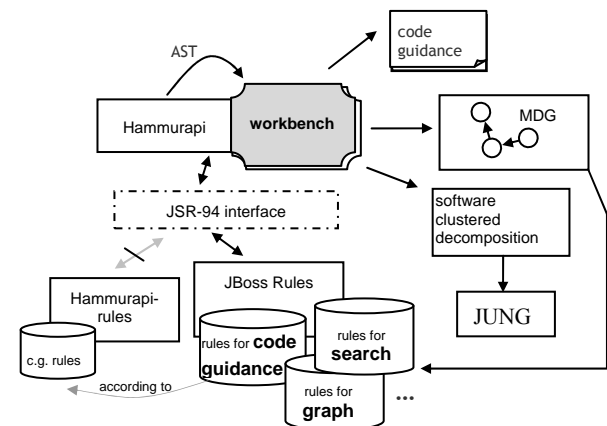 AST
code
guidance
Hammurapi
workbench
MDG
JSR-94 interface
software
clustered
decomposition
Hammurapi-
rules
JBoss Rules
JUNG
c.g. rules
rules for code
guidance
rules for
search
according to
rules for
graph
...